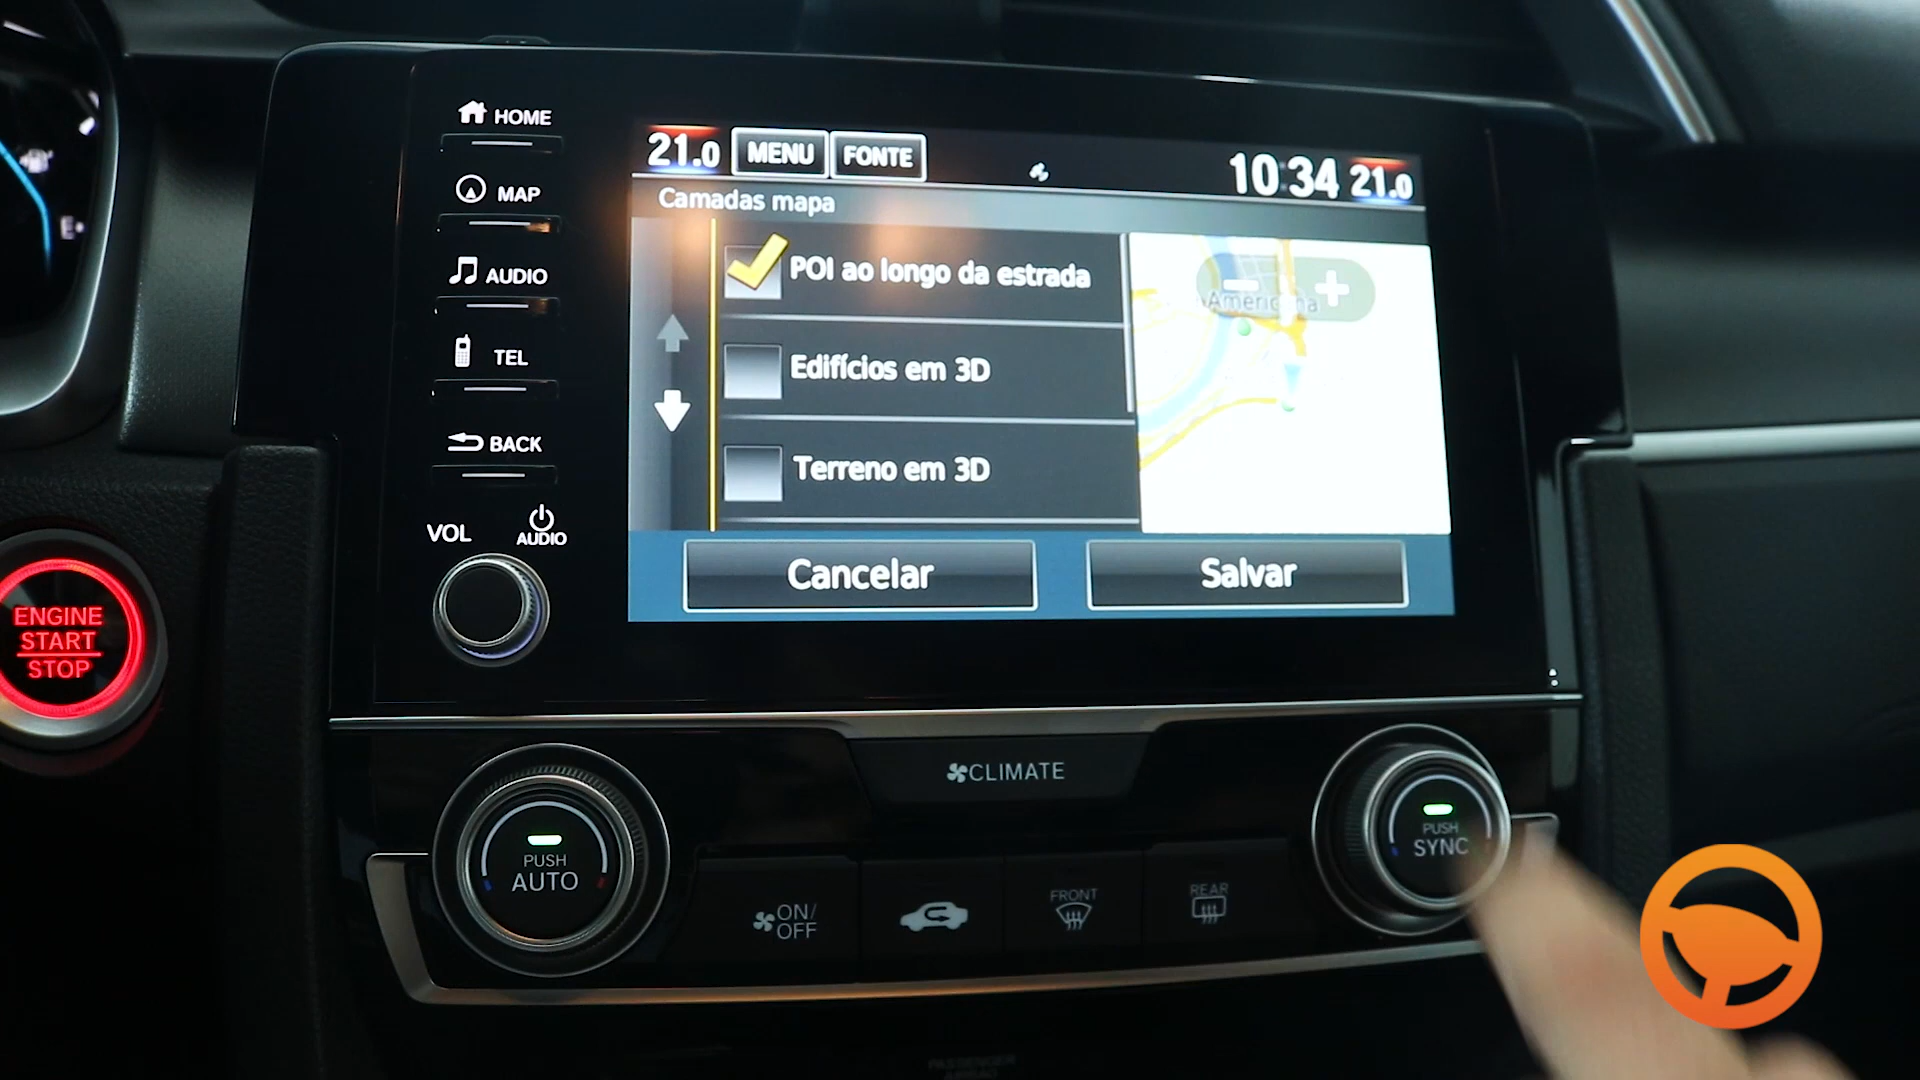 HOME
MAP
AUDIO
TEL
BACK
VOL
AUDIO
21.0 MENU FONTE 10:34 21.0
Camadas mapa
POI ao longo da estrada
Edifícios em 3D
Terreno em 3D
Americana
Cancelar Salvar
ENGINE
START
STOP
CLIMATE
PUSH
AUTO
ON/
OFF
FRONT
REAR
PUSH
SYNC